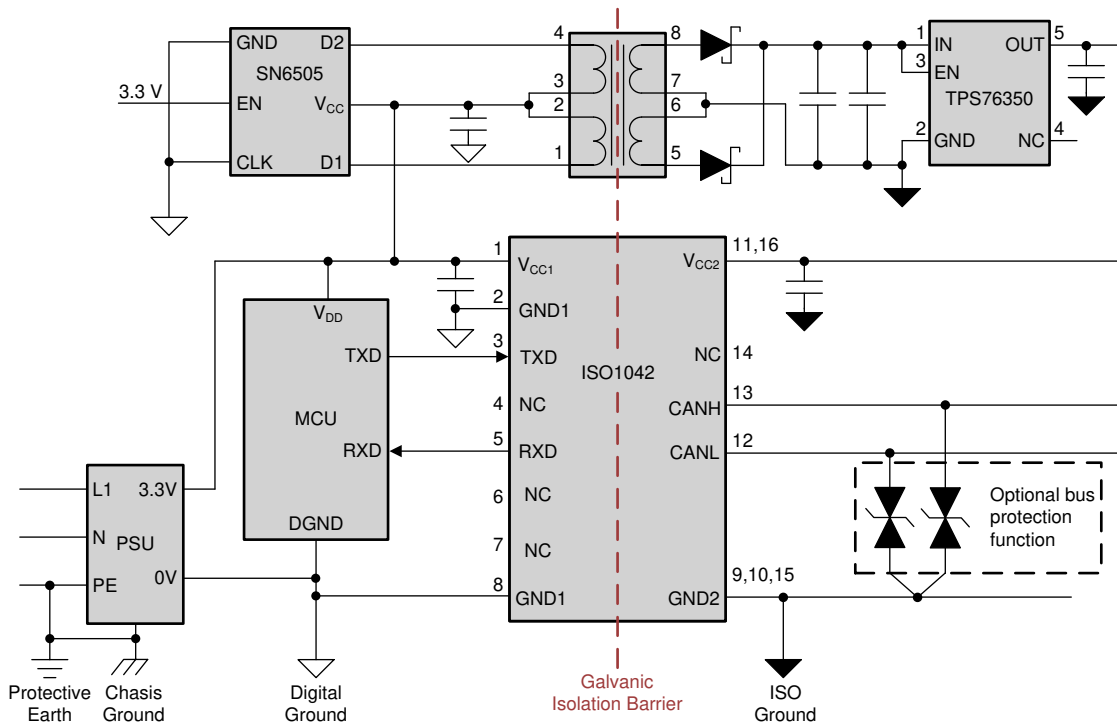 GND
D2
SN6505
3.3 V
EN
VCC
CLK
D1
4
3
2
1
8
7
6
5
1
3
2
IN
EN
GND
OUT
TPS76350
NC
5
4
1
2
3
4
5
6
7
8
VCC1
GND1
TXD
NC
RXD
NC
NC
GND1
ISO1042
VCC2
NC
CANH
CANL
GND2
11,16
14
13
12
9,10,15
VDD
TXD
MCU
RXD
DGND
L1
3.3V
N
PSU
PE
0V
Optional bus
protection
function
Protective
Earth
Chasis
Ground
Digital
Ground
Galvanic
Isolation Barrier
ISO
Ground